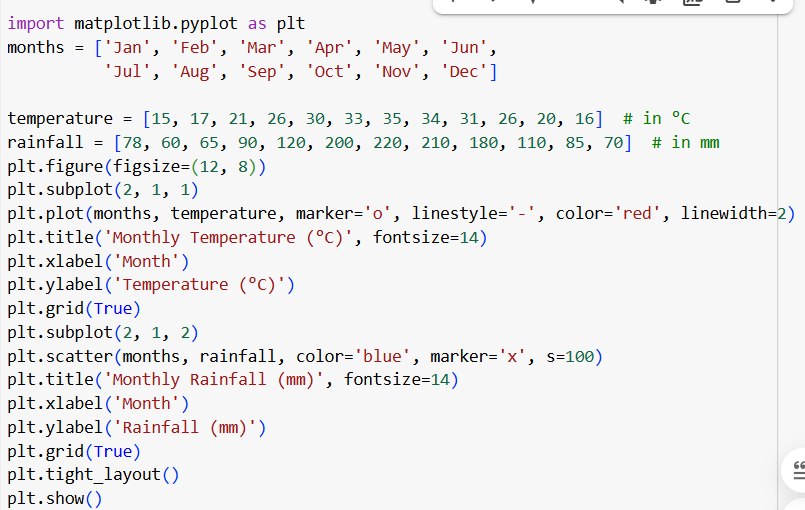 import matplotlib.pyplot as plt
months = ['Jan', 'Feb', 'Mar', 'Apr', 'May', 'Jun',
          'Jul', 'Aug', 'Sep', 'Oct', 'Nov', 'Dec']

temperature = [15, 17, 21, 26, 30, 33, 35, 34, 31, 26, 20, 16]  # in °C
rainfall = [78, 60, 65, 90, 120, 200, 220, 210, 180, 110, 85, 70]  # in mm
plt.figure(figsize=(12, 8))
plt.subplot(2, 1, 1)
plt.plot(months, temperature, marker='o', linestyle='-', color='red', linewidth=2)
plt.title('Monthly Temperature (°C)', fontsize=14)
plt.xlabel('Month')
plt.ylabel('Temperature (°C)')
plt.grid(True)
plt.subplot(2, 1, 2)
plt.scatter(months, rainfall, color='blue', marker='x', s=100)
plt.title('Monthly Rainfall (mm)', fontsize=14)
plt.xlabel('Month')
plt.ylabel('Rainfall (mm)')
plt.grid(True)
plt.tight_layout()
plt.show()